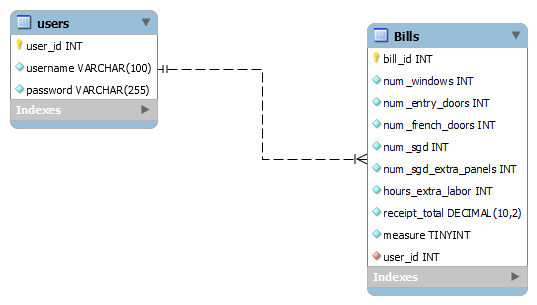 users
user_id INT
username VARCHAR(100)
password VARCHAR(255)
Indexes
Bills
bill_id INT
num_windows INT
num_entry_doors INT
num_french_doors INT
num_sgd INT
num_sgd_extra_panels INT
hours_extra_labor INT
receipt_total DECIMAL(10,2)
measure TINYINT
user_id INT
Indexes